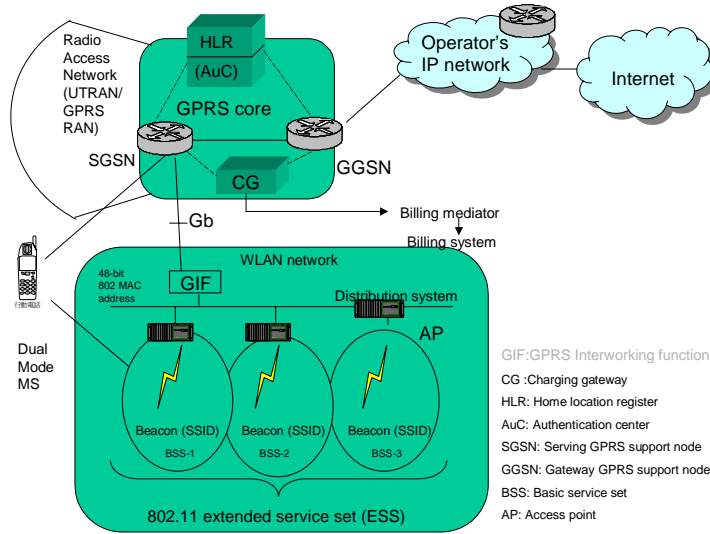 Radio
Access
Network
(UTRAN/
GPRS
RAN)
HLR
(AuC)
GPRS core
SGSN
GGSN
CG
Operator's
IP network
Internet
Gb
Billing mediator
Billing system
WLAN network
48-bit
802 MAC
address
GIF
Distribution system
AP
行動電話
Dual
Mode
MS
Beacon (SSID)
BSS-1
Beacon (SSID)
BSS-2
Beacon (SSID)
BSS-3
802.11 extended service set (ESS)
GIF:GPRS Interworking function
CG :Charging gateway
HLR: Home location register
AuC: Authentication center
SGSN: Serving GPRS support node
GGSN: Gateway GPRS support node
BSS: Basic service set
AP: Access point